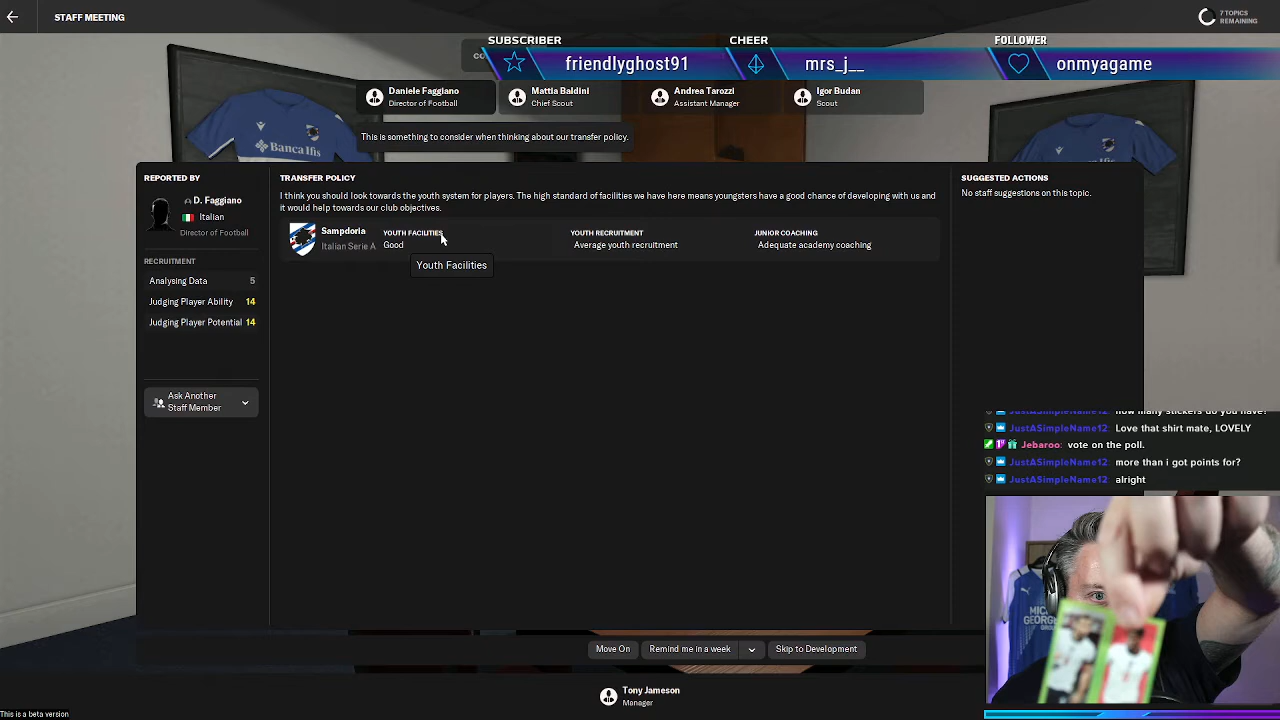 STAFF MEETING
7 TOPICS
REMAINING
SUBSCRIBER
friendlyghost91
CHEER
mrs_j__
FOLLOWER
onmyagame
Daniele Faggiano
Director of Football
Mattia Baldini
Chief Scout
Andrea Tarozzi
Assistant Manager
Igor Budan
Scout
This is something to consider when thinking about our transfer policy.
BancaIfis
REPORTED BY
D. Faggiano
Italian
Director of Football
RECRUITMENT
Analysing Data 5
Judging Player Ability 14
Judging Player Potential 14
Ask Another
Staff Member
TRANSFER POLICY
I think you should look towards the youth system for players. The high standard of facilities we have here means youngsters have a good chance of developing with us and
it would help towards our club objectives.
Sampdoria
Italian Serie A
YOUTH FACILITIES
Good
Youth Facilities
YOUTH RECRUITMENT
Average youth recruitment
JUNIOR COACHING
Adequate academy coaching
SUGGESTED ACTIONS
No staff suggestions on this topic.
JustASimpleName12: how many stickers do you have?
JustASimpleName12: Love that shirt mate, LOVELY
Jebaroo: vote on the poll.
JustASimpleName12: more than i got points for?
JustASimpleName12: alright
Move On
Remind me in a week
Skip to Development
Tony Jameson
Manager
This is a beta version